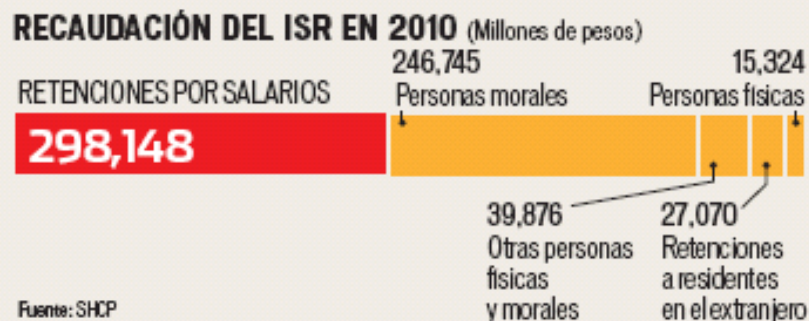 RECAUDACIÓN DEL ISR EN 2010 (Millones de pesos)
RETENCIONES POR SALARIOS
298,148
246,745
Personas morales
15,324
Personas físicas
39,876
Otras personas
físicas
y morales
27,070
Retenciones
a residentes
en el extranjero
Fuente: SHCP